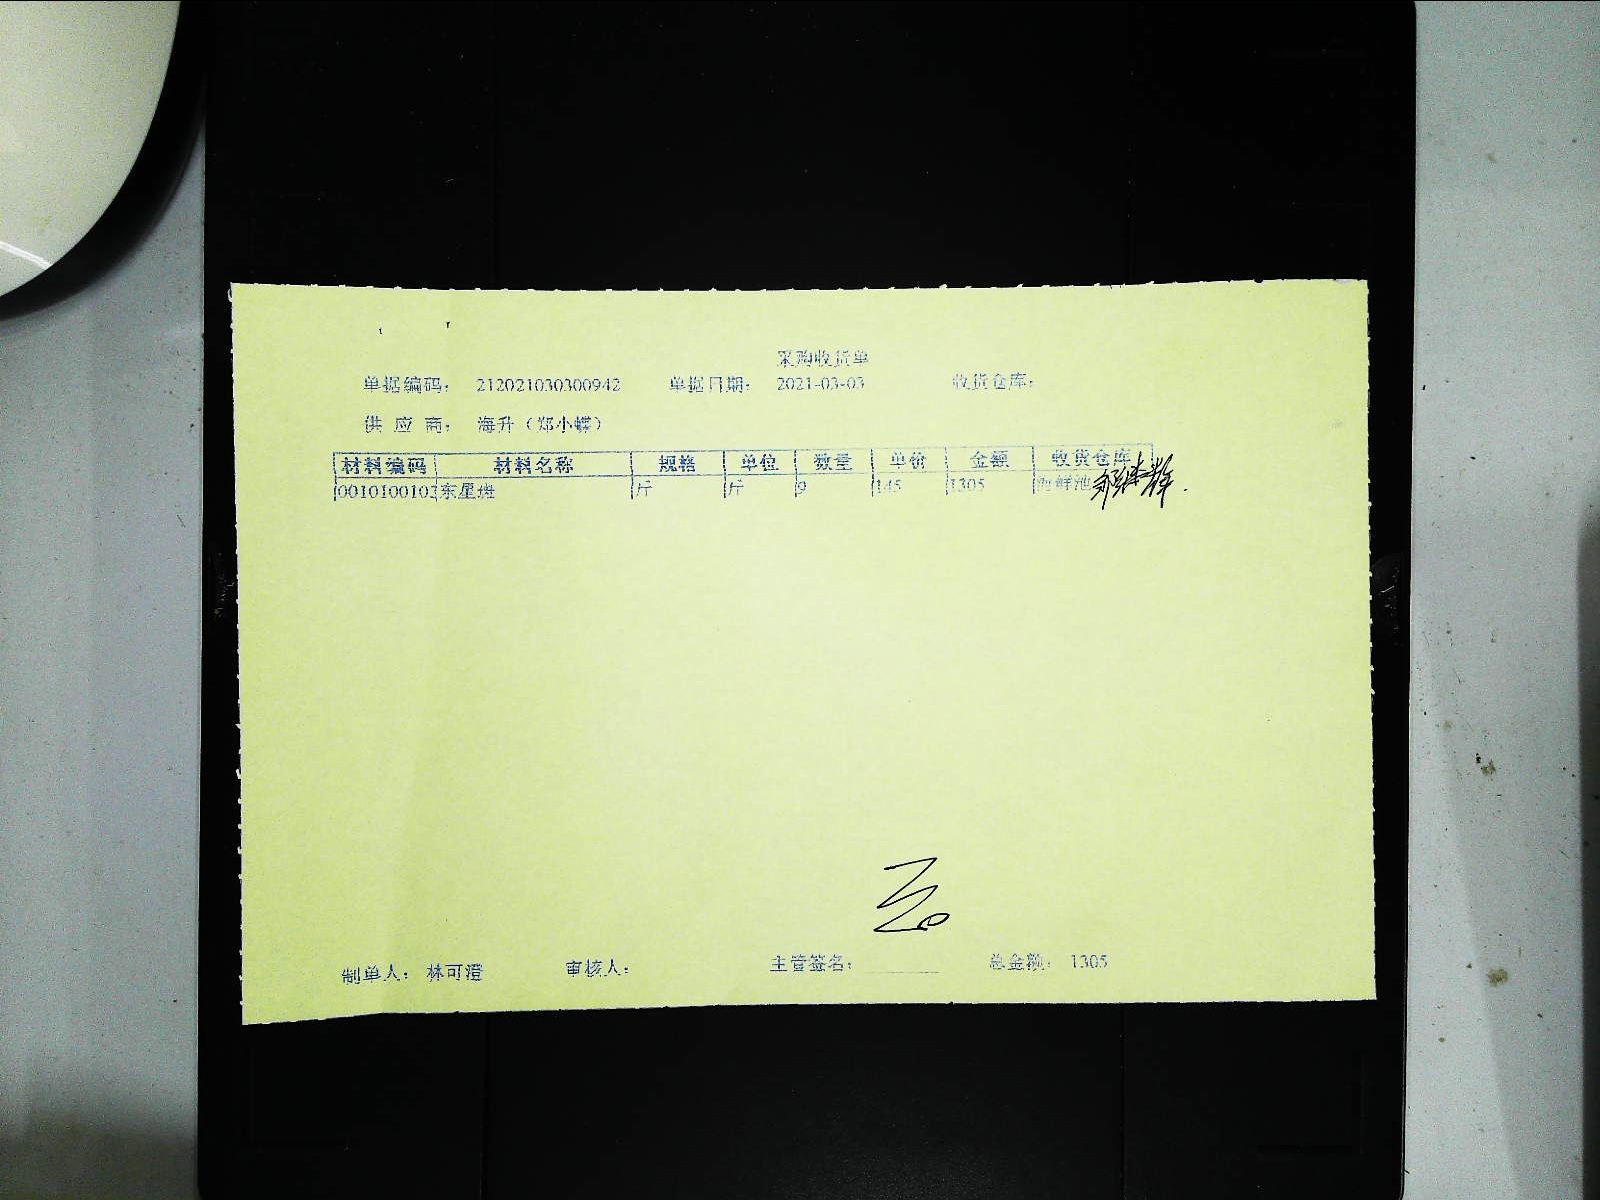 采购收货单
单据编码： 212021030300942 单据日期： 2021-03-03 收货仓库：
供 应 商： 海升（郑小蝶）
材料编码 材料名称 规格 单位 数量 单价 金额 收货仓库
0010100102 东星斑 斤 斤 9 145 1305 海鲜池
制单人： 林可澄 审核人： 主管签名： 总金额： 1305